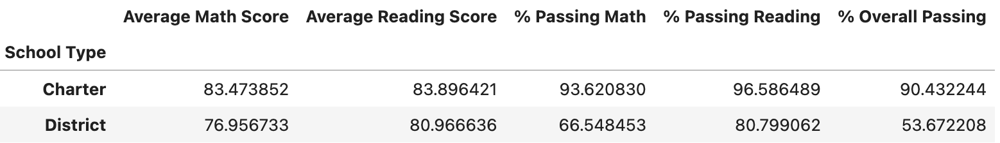 Average Math Score Average Reading Score % Passing Math % Passing Reading % Overall Passing
School Type
Charter 83.473852 83.896421 93.620830 96.586489 90.432244
District 76.956733 80.966636 66.548453 80.799062 53.672208